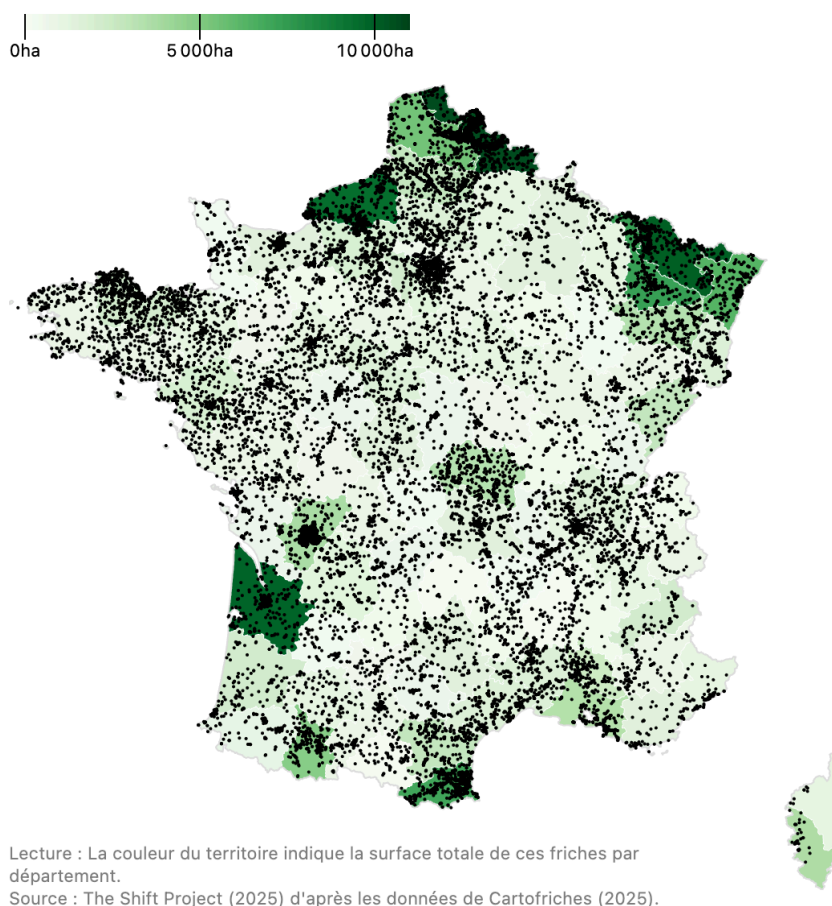 0ha 5 000ha 10 000ha
Lecture : La couleur du territoire indique la surface totale de ces friches par
département.
Source : The Shift Project (2025) d'après les données de Cartofriches (2025).